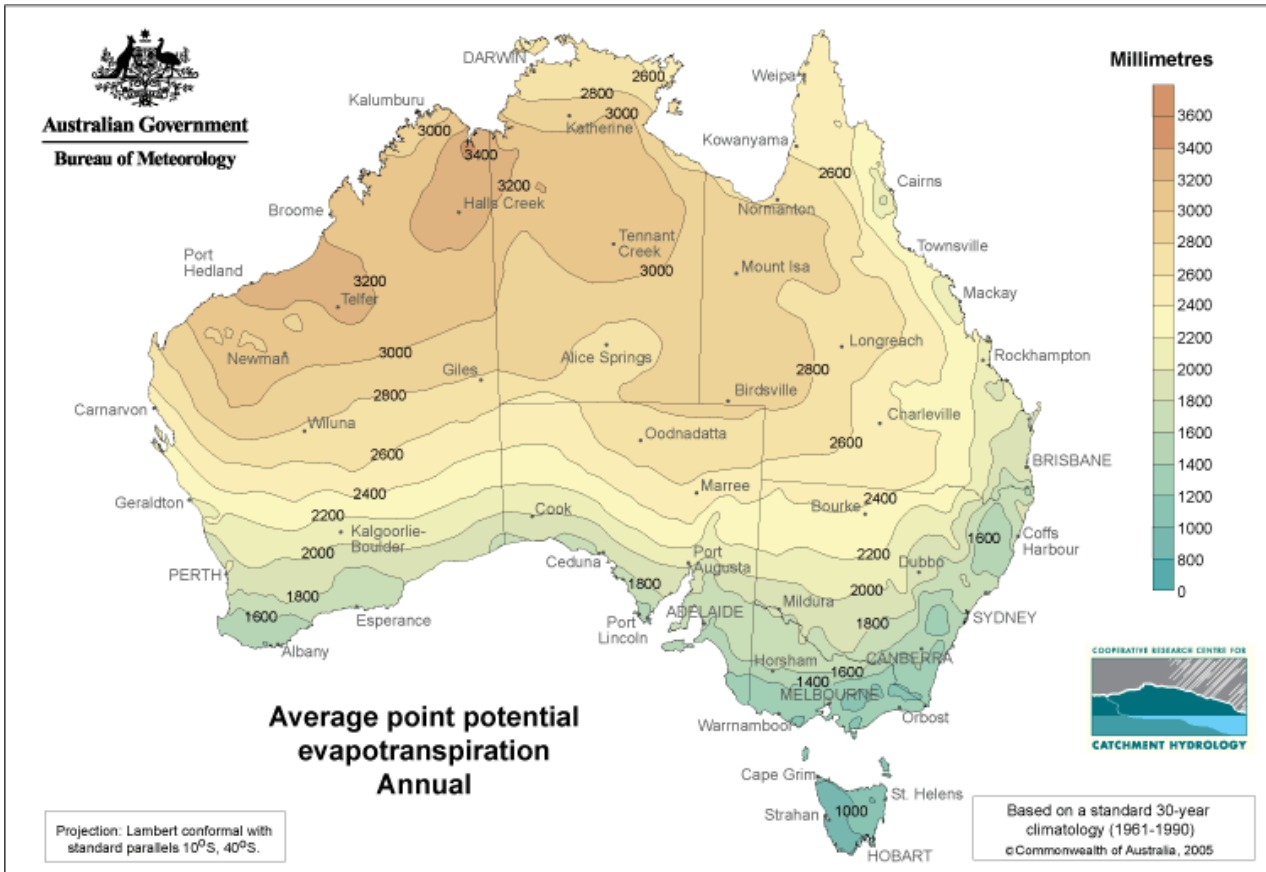 Australian Government
Bureau of Meteorology
Millimetres
3600
3400
3200
3000
2800
2600
2400
2200
2000
1800
1600
1400
1200
1000
800
0
DARWIN
2600
Weipa
2800
Kalumburu
3000
3000
Katherine
Kowanyama
3400
2600
3200
Cairns
Halls Creek
Broome
Normanton
Tennant
Creek
Townsville
Port
Hedland
3000
Mount Isa
3200
Telfer
Mackay
Newman
3000
Alice Springs
Longreach
Rockhampton
Giles
2800
2800
Birdsville
Carnarvon
Charleville
Wiluna
Oodnadatta
2600
2600
BRISBANE
Marree
2400
2400
Geraldton
Bourke
2200
Cook
Kalgoorlie-
Boulder
1600
Coffs
Harbour
2000
2200
Port
Augusta
Dubbo
Ceduna
PERTH
1800
2000
1800
Mildura
1600
ADELAIDE
SYDNEY
Esperance
Port
Lincoln
1800
Albany
CANBERRA
Horsham
1600
1400
MELBOURNE
Warrnambool
Orbost
Average point potential
evapotranspiration
Annual
COOPERATIVE RESEARCH CENTRE FOR
CATCHMENT HYDROLOGY
Cape Grim
St. Helens
Strahan
1000
HOBART
Projection: Lambert conformal with
standard parallels 10ºS, 40ºS.
Based on a standard 30-year
climatology (1961-1990)
©Commonwealth of Australia, 2005